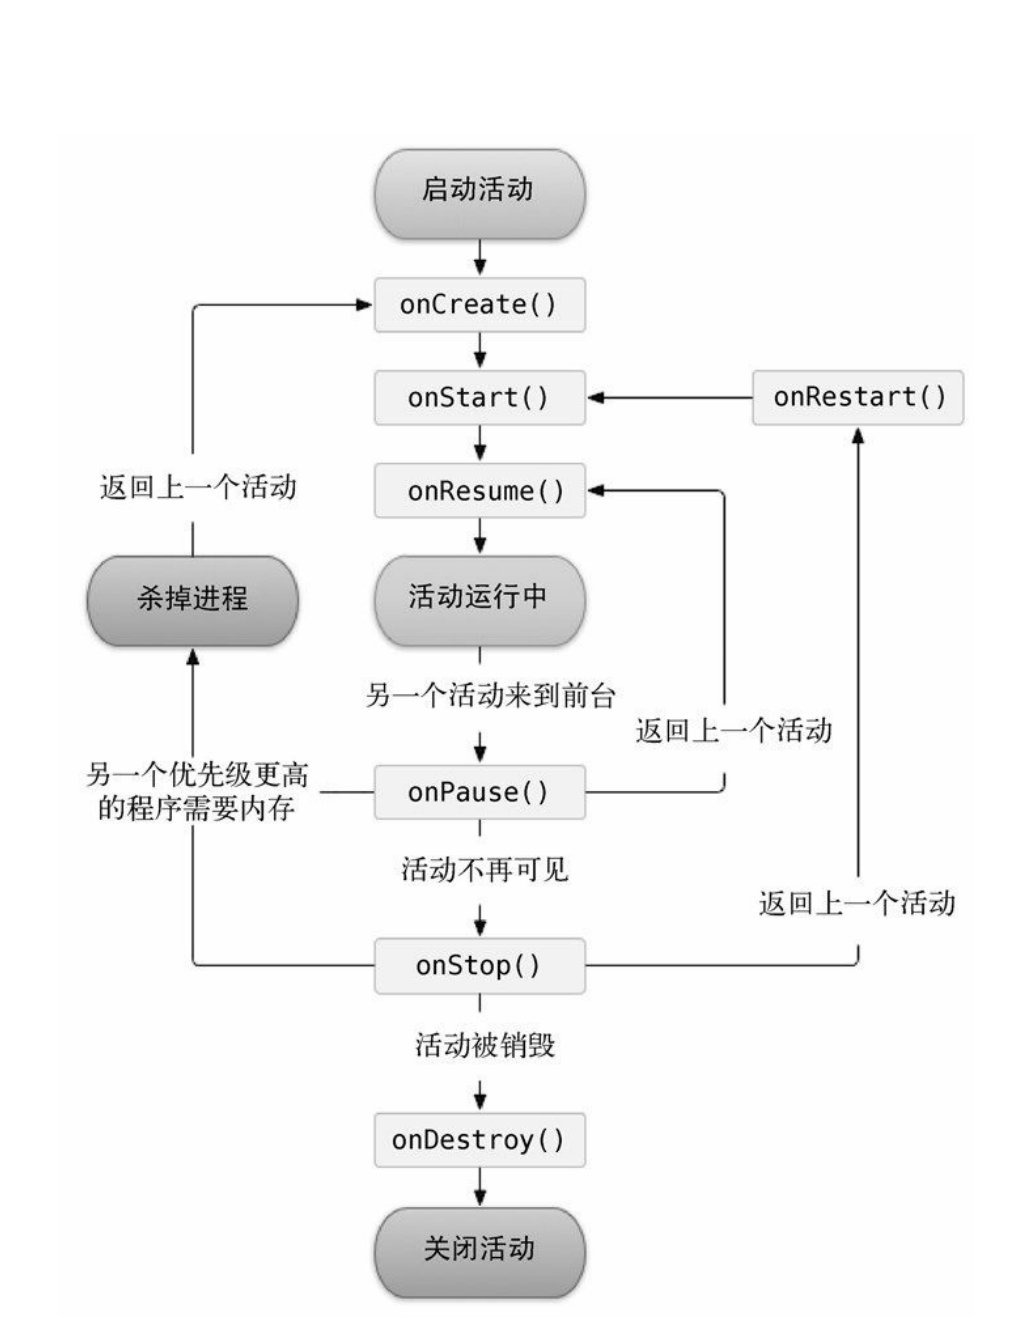 启动活动
onCreate()
onStart()
onRestart()
返回上一个活动
onResume()
杀掉进程
活动运行中
另一个活动来到前台
返回上一个活动
另一个优先级更高
的程序需要内存
onPause()
活动不再可见
返回上一个活动
onStop()
活动被销毁
onDestroy()
关闭活动